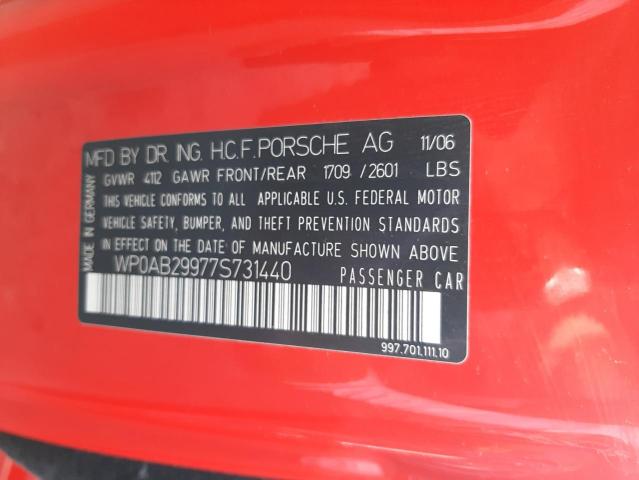 MFD BY DR. ING. H.C.F. PORSCHE AG 11/06
GVWR 4112 GAWR FRONT/REAR 1709/2601 LBS
THIS VEHICLE CONFORMS TO ALL APPLICABLE U.S. FEDERAL MOTOR
VEHICLE SAFETY, BUMPER, AND THEFT PREVENTION STANDARDS
IN EFFECT ON THE DATE OF MANUFACTURE SHOWN ABOVE
WP0AB29977S731440 PASSENGER CAR
997.701.111.10
MADE IN GERMANY